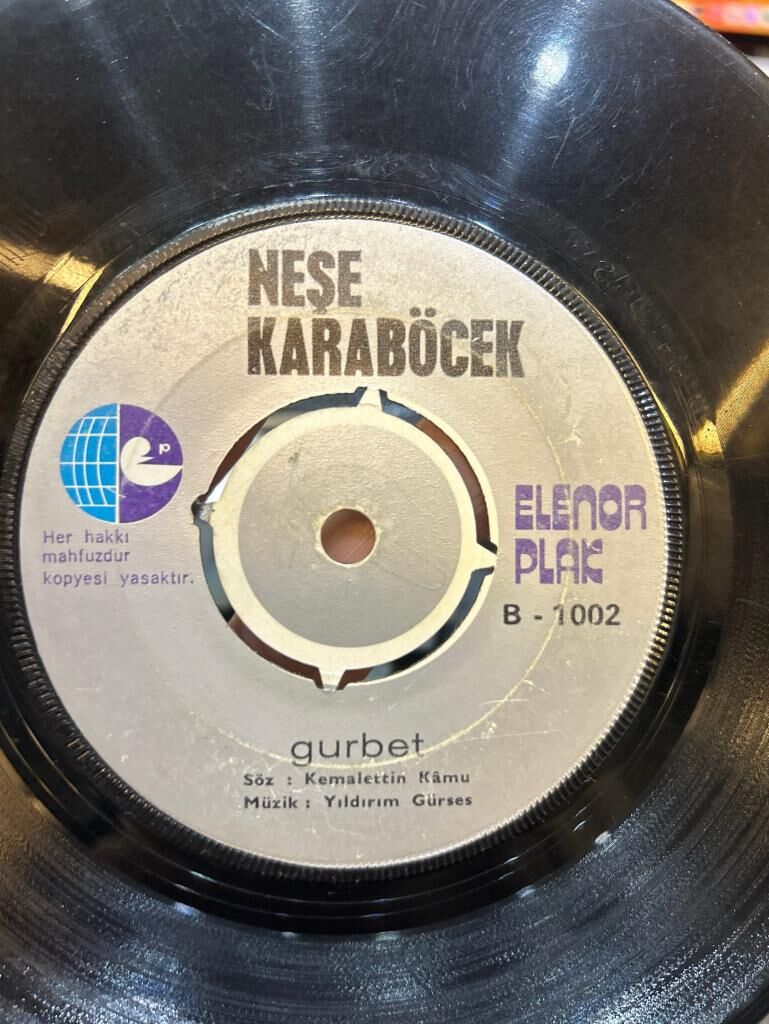 NEŞE
KARABÖCEK
p
Her hakkı
mahfuzdur
kopyesi yasaktır.
ELENOR
PLAK
B - 1002
gurbet
Söz : Kemalettin Kâmu
Müzik : Yıldırım Gürses